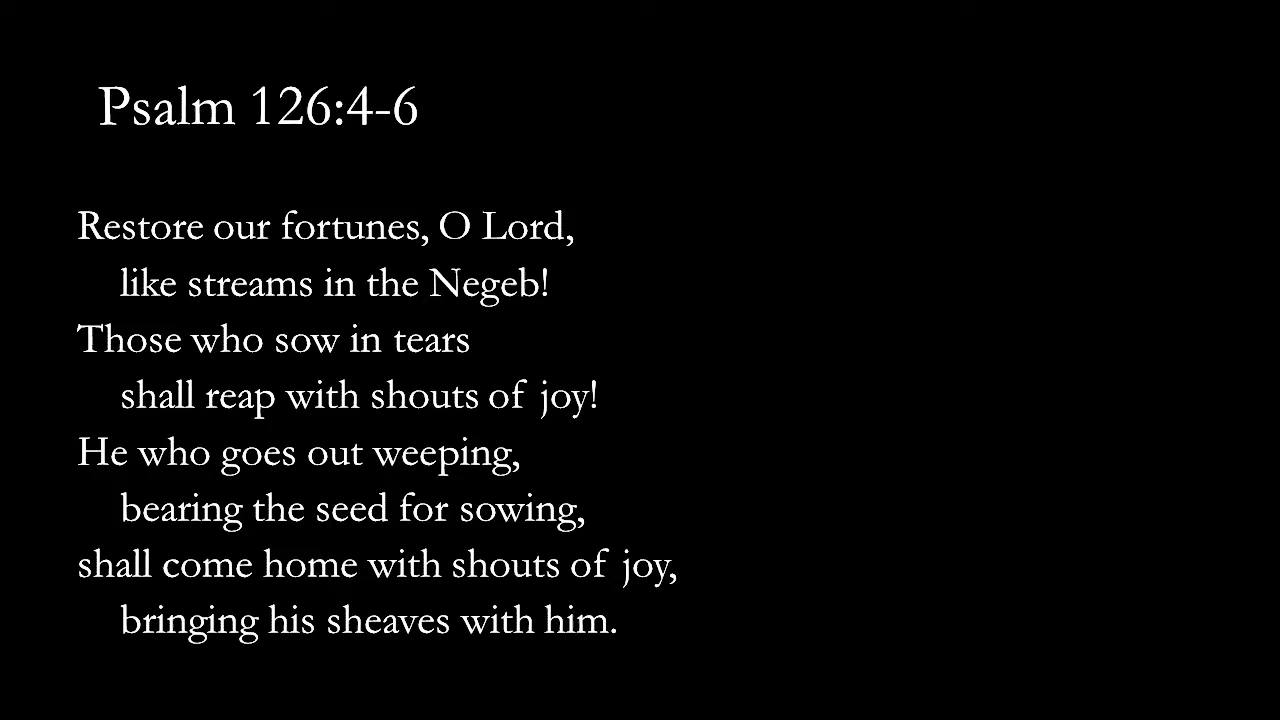 Psalm 126:4-6
Restore our fortunes, O Lord,
like streams in the Negeb!
Those who sow in tears
shall reap with shouts of joy!
He who goes out weeping,
bearing the seed for sowing,
shall come home with shouts of joy,
bringing his sheaves with him.